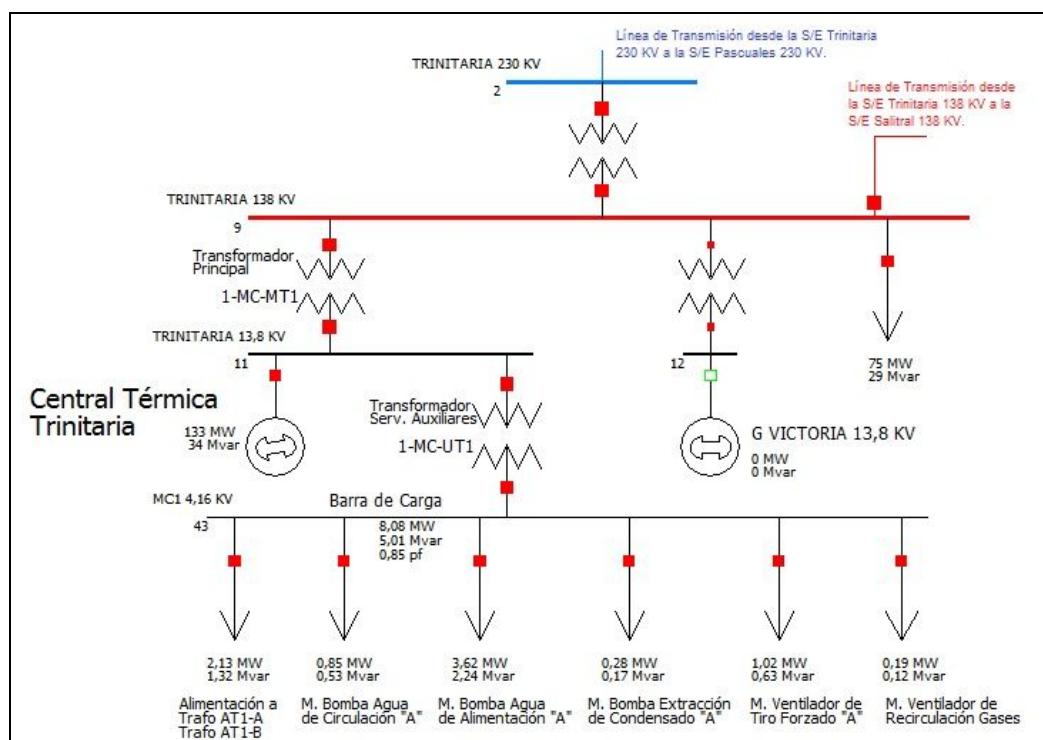 Línea de Transmisión desde la S/E Trinitaria
230 KV a la S/E Pascuales 230 KV.
TRINITARIA 230 KV
2
Línea de Transmisión desde
la S/E Trinitaria 138 KV a la
S/E Salitral 138 KV.
TRINITARIA 138 KV
9
Transformador
Principal
1-MC-MT1
TRINITARIA 13,8 KV
11
12
75 MW
29 Mvar
Central Térmica
Trinitaria
133 MW
34 Mvar
Transformador
Serv. Auxiliares
1-MC-UT1
G VICTORIA 13,8 KV
0 MW
0 Mvar
MC1 4,16 KV
43
Barra de Carga
8,08 MW
5,01 Mvar
0,85 pf
2,13 MW
1,32 Mvar
Alimentación a
Trafo AT1-A
Trafo AT1-B
0,85 MW
0,53 Mvar
M. Bomba Agua
de Circulación "A"
3,62 MW
2,24 Mvar
M. Bomba Agua
de Alimentación "A"
0,28 MW
0,17 Mvar
M. Bomba Extracción
de Condensado "A"
1,02 MW
0,63 Mvar
M. Ventilador de
Tiro Forzado "A"
0,19 MW
0,12 Mvar
M. Ventilador de
Recirculación Gases